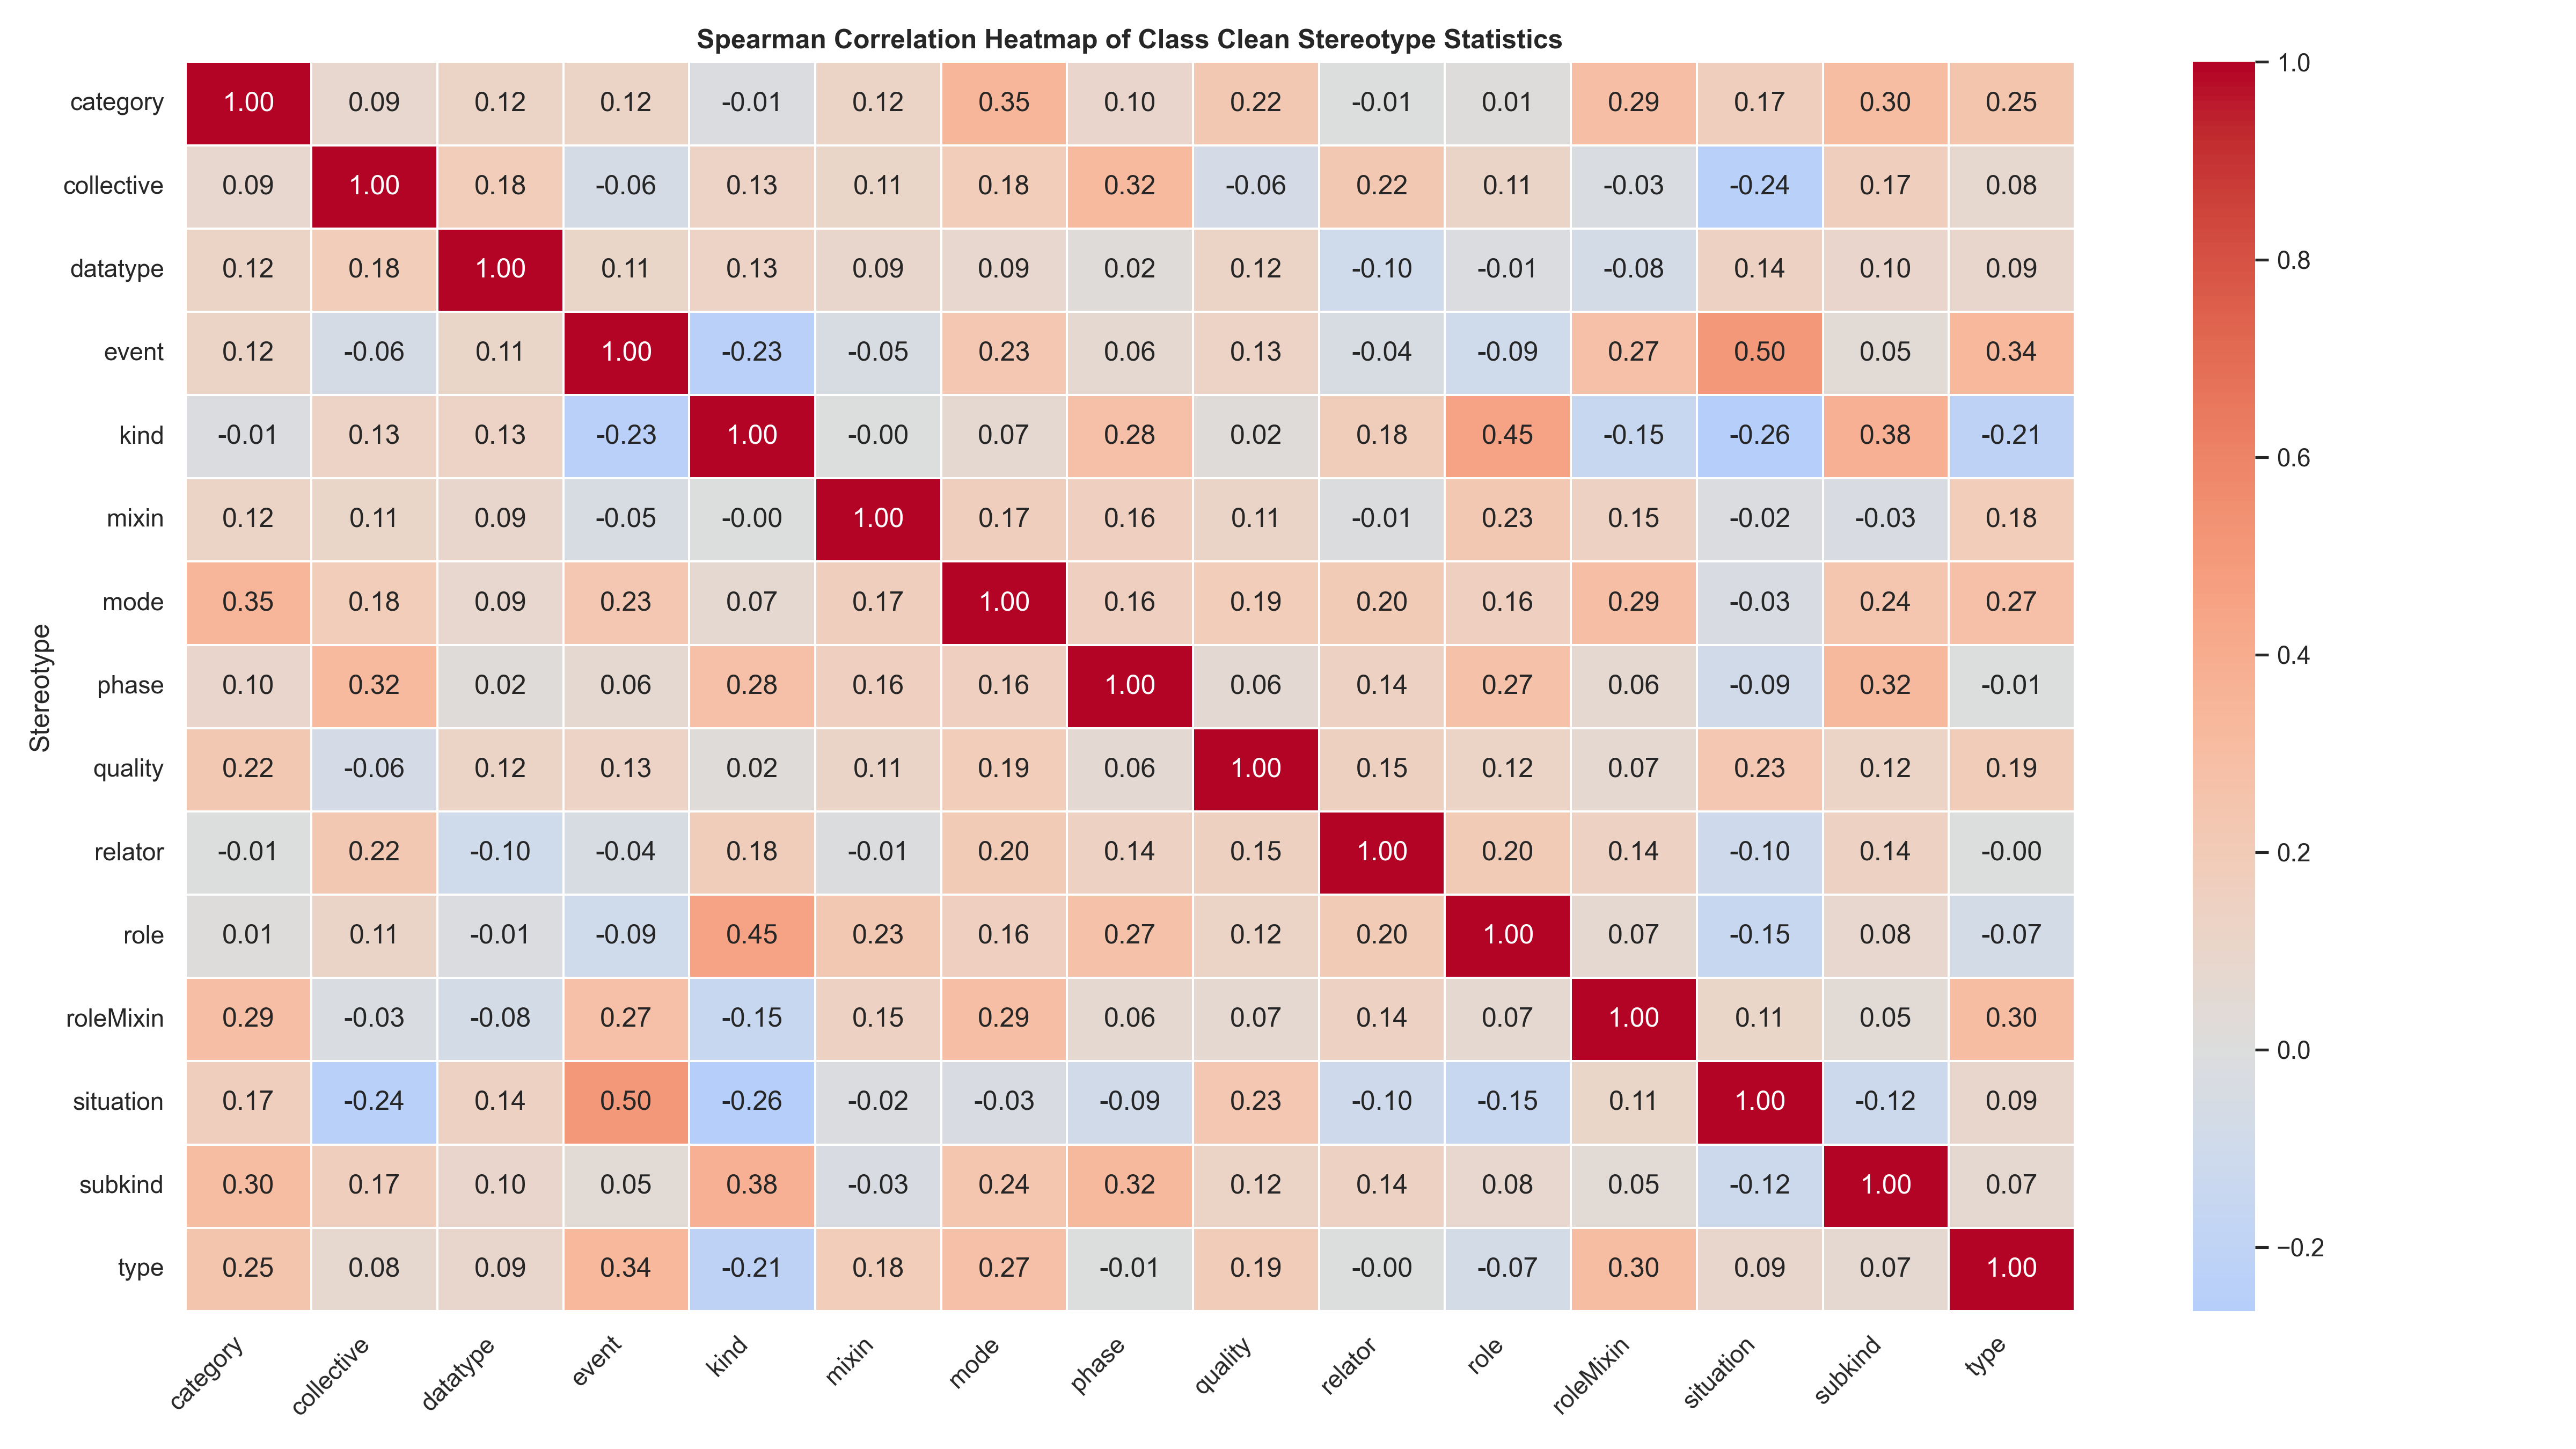 Spearman Correlation Heatmap of Class Clean Stereotype Statistics
category 1.00 0.09 0.12 0.12 -0.01 0.12 0.35 0.10 0.22 -0.01 0.01 0.29 0.17 0.30 0.25
collective 0.09 1.00 0.18 -0.06 0.13 0.11 0.18 0.32 -0.06 0.22 0.11 -0.03 -0.24 0.17 0.08
datatype 0.12 0.18 1.00 0.11 0.13 0.09 0.09 0.02 0.12 -0.10 -0.01 -0.08 0.14 0.10 0.09
event 0.12 -0.06 0.11 1.00 -0.23 -0.05 0.23 0.06 0.13 -0.04 -0.09 0.27 0.50 0.05 0.34
kind -0.01 0.13 0.13 -0.23 1.00 -0.00 0.07 0.28 0.02 0.18 0.45 -0.15 -0.26 0.38 -0.21
mixin 0.12 0.11 0.09 -0.05 -0.00 1.00 0.17 0.16 0.11 -0.01 0.23 0.15 -0.02 -0.03 0.18
mode 0.35 0.18 0.09 0.23 0.07 0.17 1.00 0.16 0.19 0.20 0.16 0.29 -0.03 0.24 0.27
phase 0.10 0.32 0.02 0.06 0.28 0.16 0.16 1.00 0.06 0.14 0.27 0.06 -0.09 0.32 -0.01
quality 0.22 -0.06 0.12 0.13 0.02 0.11 0.19 0.06 1.00 0.15 0.12 0.07 0.23 0.12 0.19
relator -0.01 0.22 -0.10 -0.04 0.18 -0.01 0.20 0.14 0.15 1.00 0.20 0.14 -0.10 0.14 -0.00
role 0.01 0.11 -0.01 -0.09 0.45 0.23 0.16 0.27 0.12 0.20 1.00 0.07 -0.15 0.08 -0.07
roleMixin 0.29 -0.03 -0.08 0.27 -0.15 0.15 0.29 0.06 0.07 0.14 0.07 1.00 0.11 0.05 0.30
situation 0.17 -0.24 0.14 0.50 -0.26 -0.02 -0.03 -0.09 0.23 -0.10 -0.15 0.11 1.00 -0.12 0.09
subkind 0.30 0.17 0.10 0.05 0.38 -0.03 0.24 0.32 0.12 0.14 0.08 0.05 -0.12 1.00 0.07
type 0.25 0.08 0.09 0.34 -0.21 0.18 0.27 -0.01 0.19 -0.00 -0.07 0.30 0.09 0.07 1.00
category collective datatype event kind mixin mode phase quality relator role roleMixin situation subkind type
Stereotype
1.0
0.8
0.6
0.4
0.2
0.0
−0.2